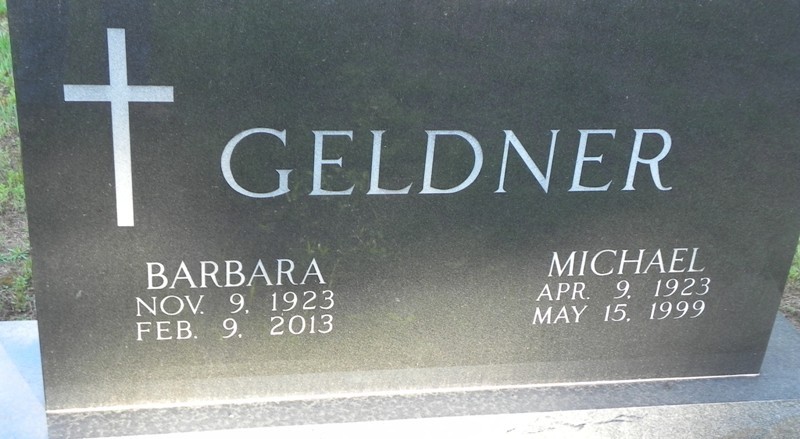 GELDNER
BARBARA
NOV. 9, 1923
FEB. 9, 2013
MICHAEL
APR. 9, 1923
MAY 15, 1999